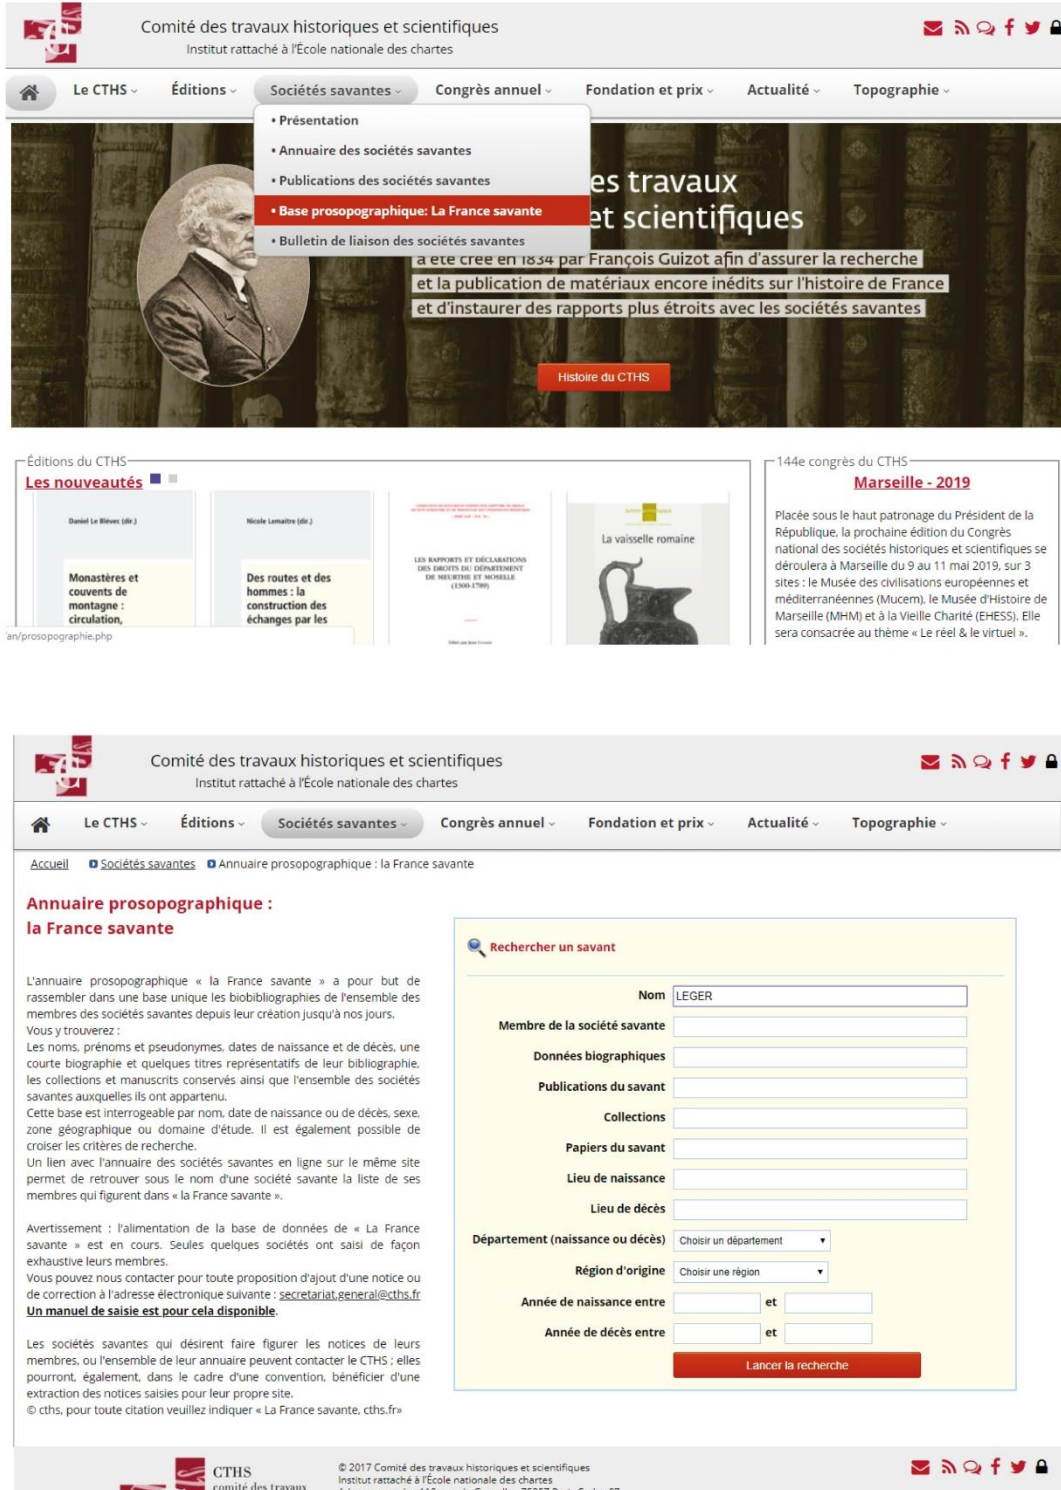 Comité des travaux historiques et scientifiques
Institut rattaché à l'École nationale des chartes
Le CTHS
Éditions
Sociétés savantes
Congrès annuel
Fondation et prix
Actualité
Topographie
• Présentation
• Annuaire des sociétés savantes
• Publications des sociétés savantes
• Base prosopographique: La France savante
• Bulletin de liaison des sociétés savantes
es travaux
et scientifiques
a été créé en 1834 par François Guizot afin d'assurer la recherche
et la publication de matériaux encore inédits sur l'histoire de France
et d'instaurer des rapports plus étroits avec les sociétés savantes
Histoire du CTHS
Éditions du CTHS
Les nouveautés
Daniel Le Blévec (dir.)
Monastères et
couvents de
montagne :
circulation,
Nicole Lemaitre (dir.)
Des routes et des
hommes : la
construction des
échanges par les
LES RAPPORTS ET DÉCLARATIONS
DES DROITS DU DÉPARTEMENT
DE MEURTHE ET MOSELLE
(1300-1789)
La vaisselle romaine
an/prosopographie.php
144e congrès du CTHS
Marseille - 2019
Placée sous le haut patronage du Président de la
République, la prochaine édition du Congrès
national des sociétés historiques et scientifiques se
déroulera à Marseille du 9 au 11 mai 2019, sur 3
sites : le Musée des civilisations européennes et
méditerranéennes (Mucem), le Musée d'Histoire de
Marseille (MHM) et à la Vieille Charité (EHESS). Elle
sera consacrée au thème « Le réel & le virtuel ».
Comité des travaux historiques et scientifiques
Institut rattaché à l'École nationale des chartes
Le CTHS
Éditions
Sociétés savantes
Congrès annuel
Fondation et prix
Actualité
Topographie
Accueil Sociétés savantes Annuaire prosopographique : la France savante
Annuaire prosopographique :
la France savante
L'annuaire prosopographique « la France savante » a pour but de
rassembler dans une base unique les biobibliographies de l'ensemble des
membres des sociétés savantes depuis leur création jusqu'à nos jours.
Vous y trouverez :
Les noms, prénoms et pseudonymes, dates de naissance et de décès, une
courte biographie et quelques titres représentatifs de leur bibliographie,
les collections et manuscrits conservés ainsi que l'ensemble des sociétés
savantes auxquelles ils ont appartenu.
Cette base est interrogeable par nom, date de naissance ou de décès, sexe,
zone géographique ou domaine d'étude. Il est également possible de
croiser les critères de recherche.
Un lien avec l'annuaire des sociétés savantes en ligne sur le même site
permet de retrouver sous le nom d'une société savante la liste de ses
membres qui figurent dans « la France savante ».
Avertissement : l'alimentation de la base de données de « La France
savante » est en cours. Seules quelques sociétés ont saisi de façon
exhaustive leurs membres.
Vous pouvez nous contacter pour toute proposition d'ajout d'une notice ou
de correction à l'adresse électronique suivante : secretariat.general@cths.fr
Un manuel de saisie est pour cela disponible.
Les sociétés savantes qui désirent faire figurer les notices de leurs
membres, ou l'ensemble de leur annuaire peuvent contacter le CTHS ; elles
pourront, également, dans le cadre d'une convention, bénéficier d'une
extraction des notices saisies pour leur propre site.
© cths, pour toute citation veuillez indiquer « La France savante, cths.fr»
Rechercher un savant
Nom LEGER
Membre de la société savante
Données biographiques
Publications du savant
Collections
Papiers du savant
Lieu de naissance
Lieu de décès
Département (naissance ou décès) Choisir un département
Région d'origine Choisir une région
Année de naissance entre et
Année de décès entre et
Lancer la recherche
CTHS
comité des travaux
© 2017 Comité des travaux historiques et scientifiques
Institut rattaché à l'École nationale des chartes